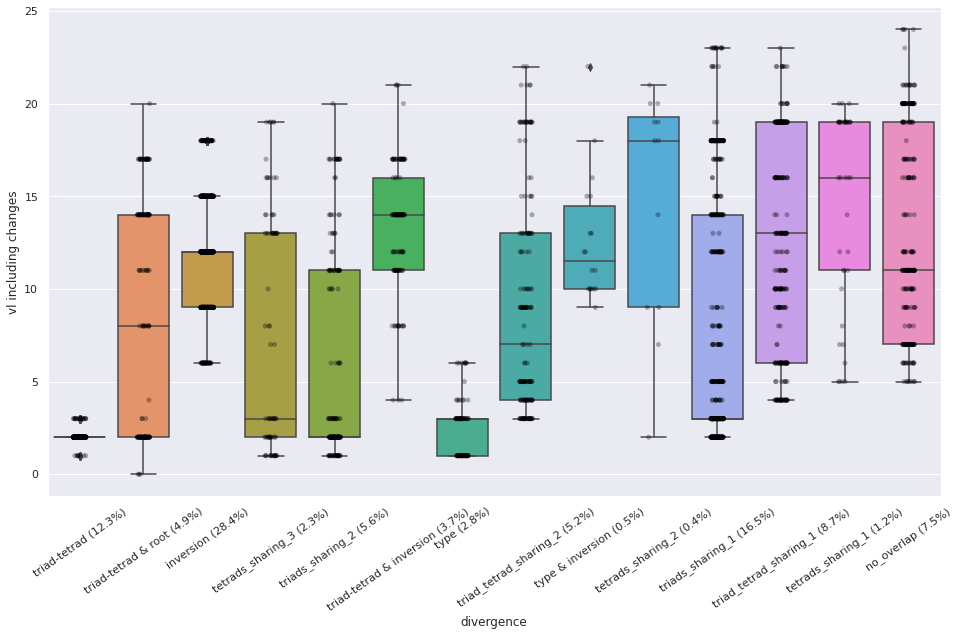 25
20
15
10
5
0
vl including changes
triad-tetrad (12.3%)
triad-tetrad & root (4.9%)
inversion (28.4%)
tetrads_sharing_3 (2.3%)
triads_sharing_2 (5.6%)
triad-tetrad & inversion (3.7%)
type (2.8%)
triad_tetrad_sharing_2 (5.2%)
type & inversion (0.5%)
tetrads_sharing_2 (0.4%)
triads_sharing_1 (16.5%)
triad_tetrad_sharing_1 (8.7%)
tetrads_sharing_1 (1.2%)
no_overlap (7.5%)
divergence